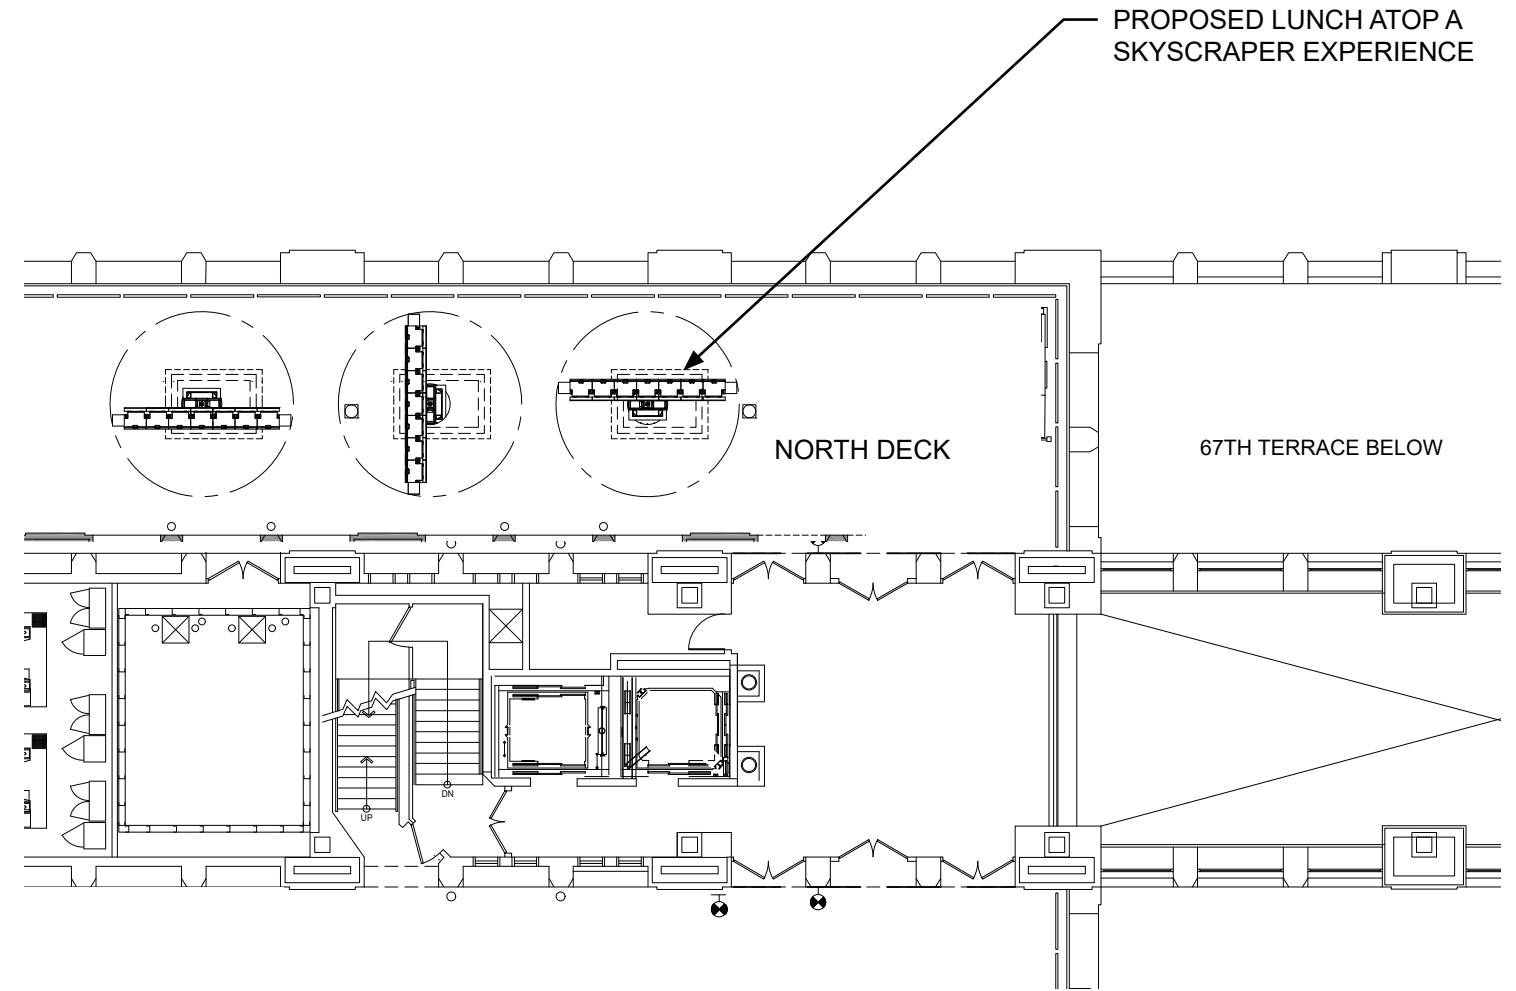 PROPOSED LUNCH ATOP A
SKYSCRAPER EXPERIENCE
NORTH DECK
67TH TERRACE BELOW
DN
UP